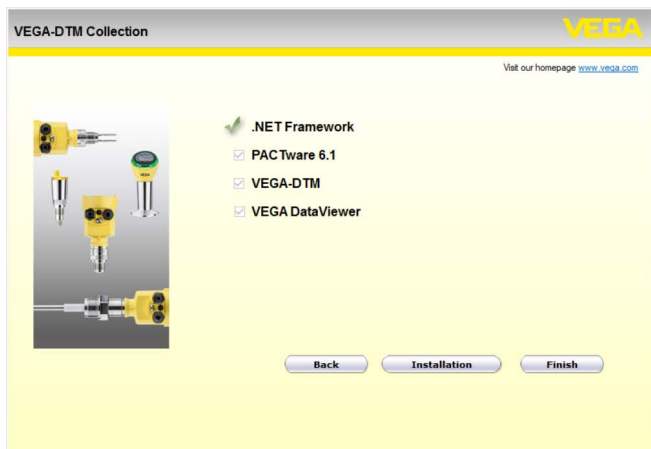 VEGA-DTM Collection
VEGA
Visit our homepage www.vega.com
.NET Framework
PACTware 6.1
VEGA-DTM
VEGA DataViewer
Back
Installation
Finish